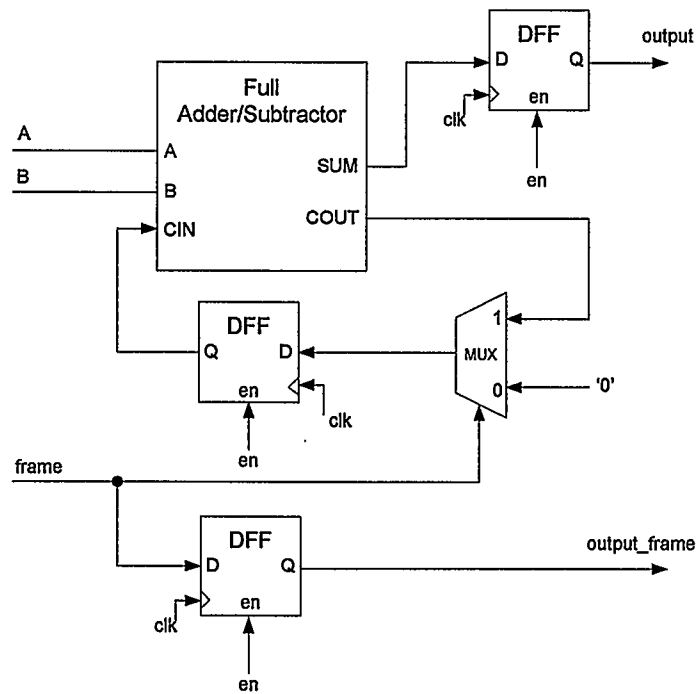 DFF
output
D Q
en
clk
en
Full
Adder/Subtractor
A
A
B
B
SUM
COUT
CIN
DFF
Q D
en
clk
en
1
MUX
0
'0'
frame
DFF
D Q
en
clk
en
output_frame